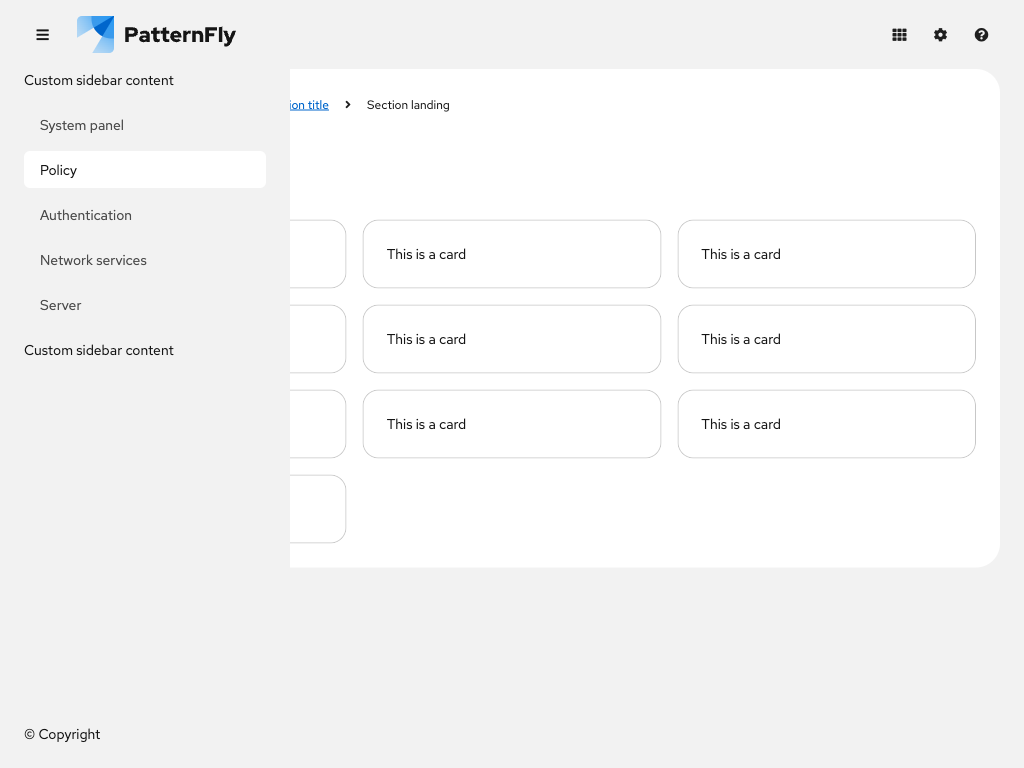 PatternFly
Custom sidebar content
System panel
Policy
Authentication
Network services
Server
Custom sidebar content
© Copyright
title
Section landing
This is a card
This is a card
This is a card
This is a card
This is a card
This is a card